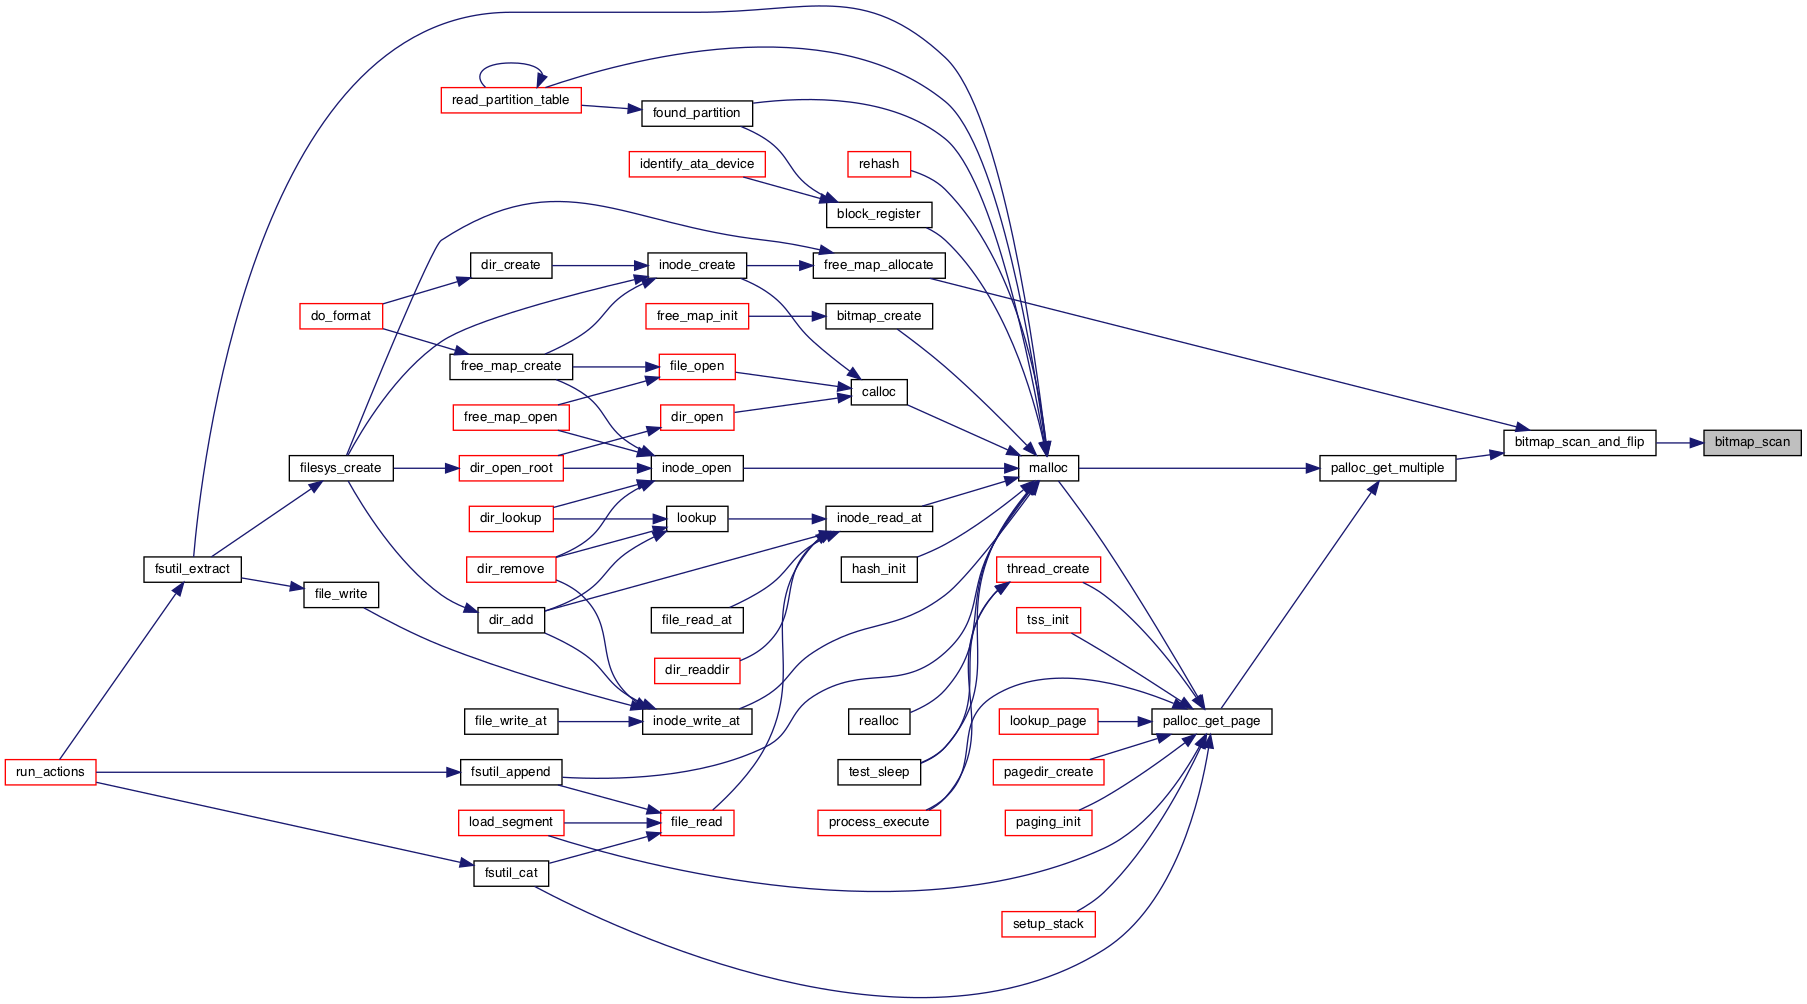 read_partition_table
found_partition
identify_ata_device
rehash
block_register
dir_create
inode_create
free_map_allocate
do_format
free_map_init
bitmap_create
free_map_create
file_open
calloc
free_map_open
dir_open
bitmap_scan_and_flip
bitmap_scan
filesys_create
dir_open_root
inode_open
malloc
palloc_get_multiple
dir_lookup
lookup
inode_read_at
fsutil_extract
dir_remove
hash_init
thread_create
file_write
dir_add
file_read_at
tss_init
dir_readdir
file_write_at
inode_write_at
realloc
lookup_page
palloc_get_page
run_actions
fsutil_append
test_sleep
pagedir_create
load_segment
file_read
process_execute
paging_init
fsutil_cat
setup_stack